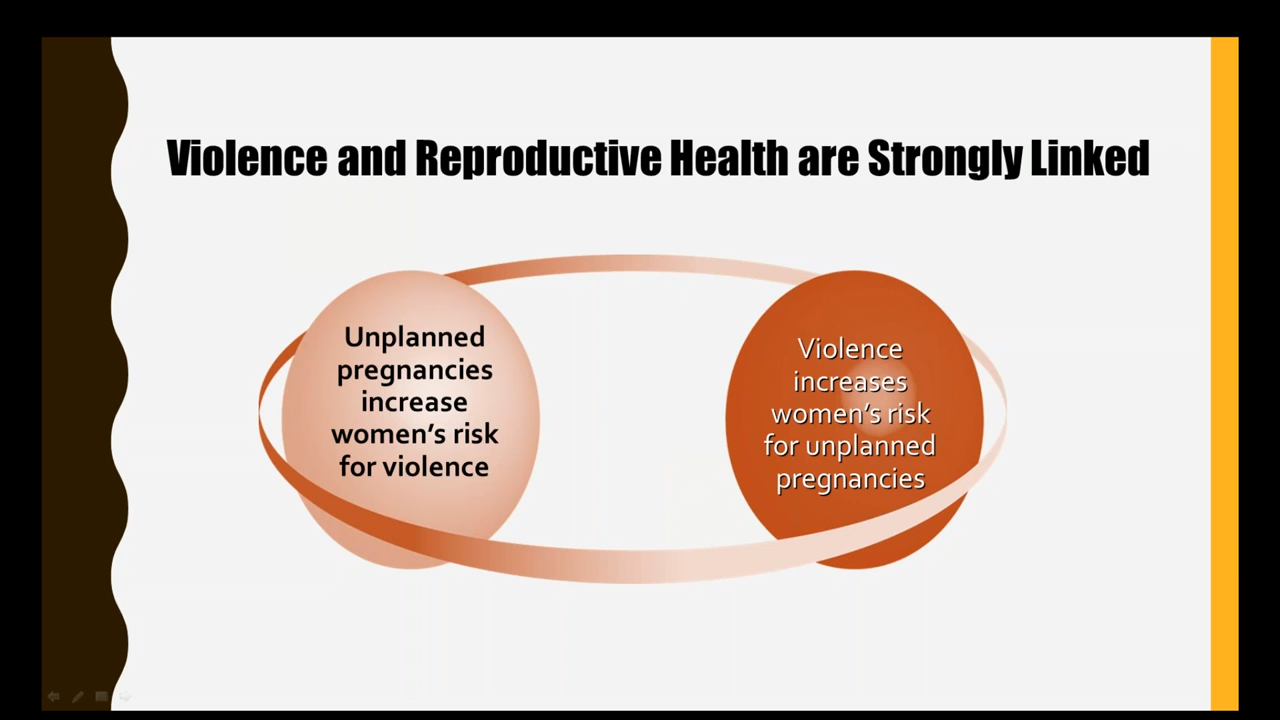 Violence and Reproductive Health are Strongly Linked
Unplanned
pregnancies
increase
women’s risk
for violence
Violence
increases
women’s risk
for unplanned
pregnancies